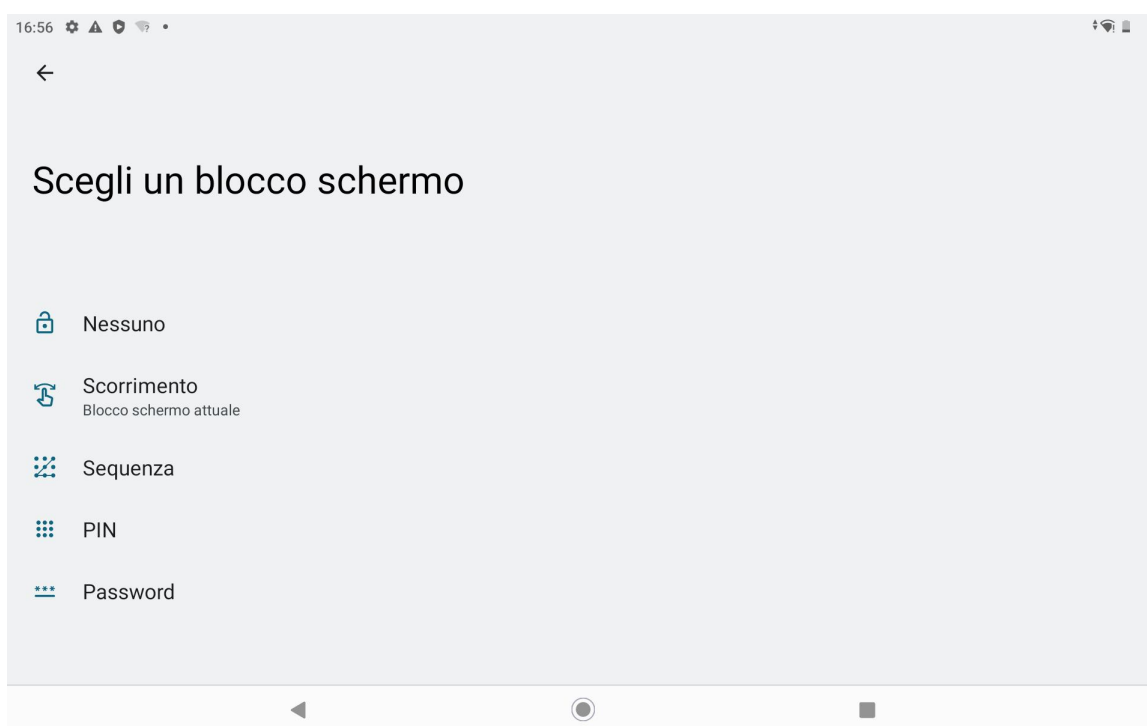 16:56
Scegli un blocco schermo
Nessuno
Scorrimento
Blocco schermo attuale
Sequenza
PIN
Password